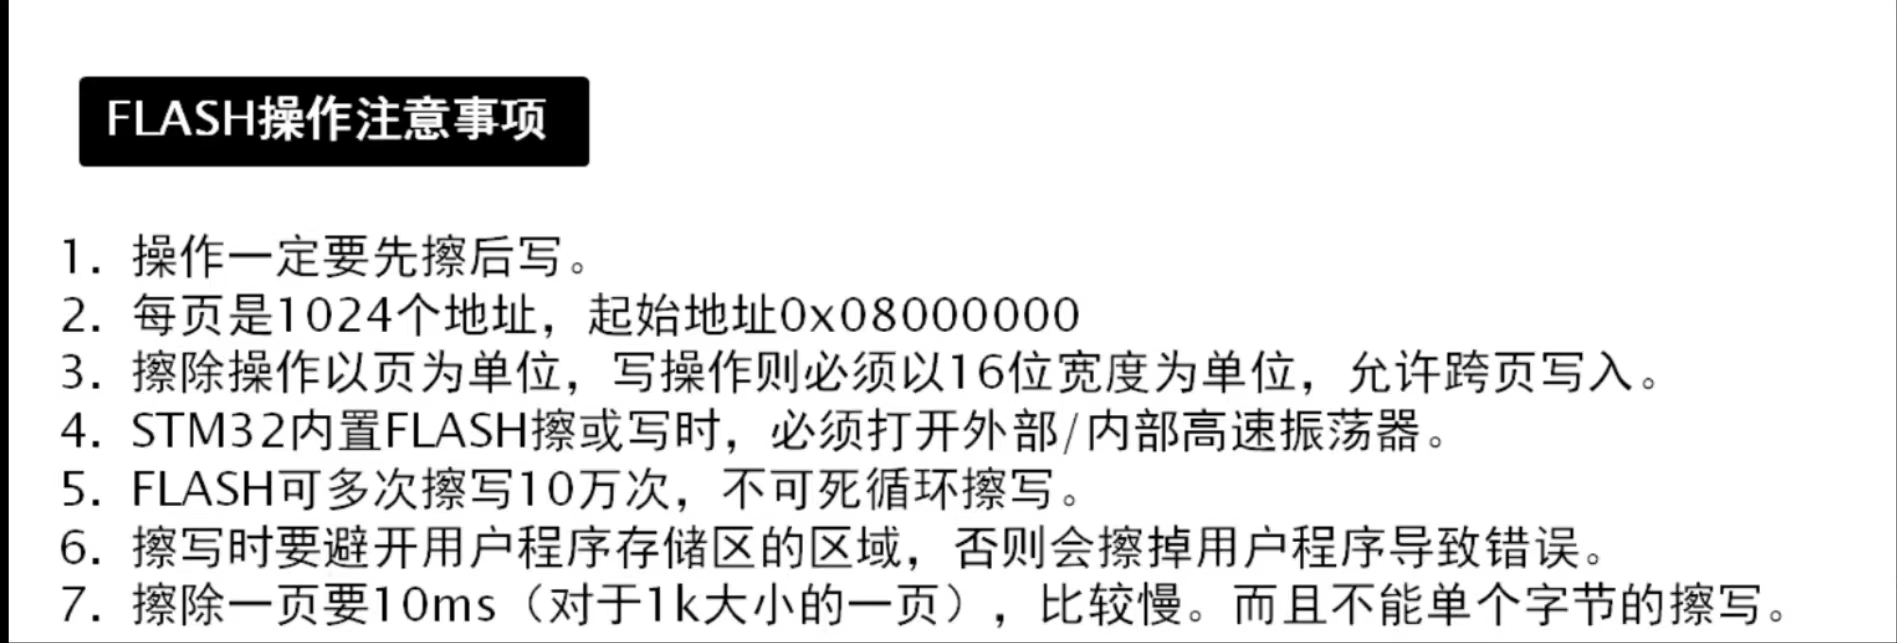 FLASH操作注意事项
1. 操作一定要先擦后写。
2. 每页是1024个地址，起始地址0x08000000
3. 擦除操作以页为单位，写操作则必须以16位宽度为单位，允许跨页写入。
4. STM32内置FLASH擦或写时，必须打开外部/内部高速振荡器。
5. FLASH可多次擦写10万次，不可死循环擦写。
6. 擦写时要避开用户程序存储区的区域，否则会擦掉用户程序导致错误。
7. 擦除一页要10ms（对于1k大小的一页），比较慢。而且不能单个字节的擦写。